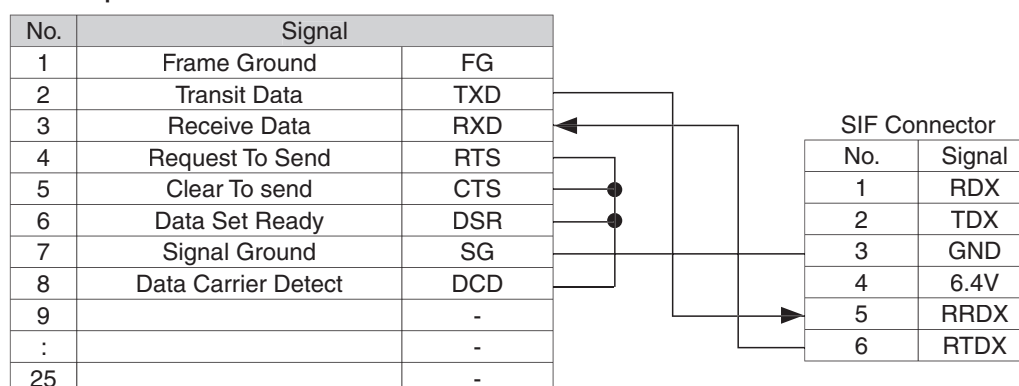 No. Signal
1 Frame Ground FG
2 Transit Data TXD
3 Receive Data RXD
4 Request To Send RTS
5 Clear To send CTS
6 Data Set Ready DSR
7 Signal Ground SG
8 Data Carrier Detect DCD
9 -
: -
25 -
SIF Connector
No. Signal
1 RDX
2 TDX
3 GND
4 6.4V
5 RRDX
6 RTDX